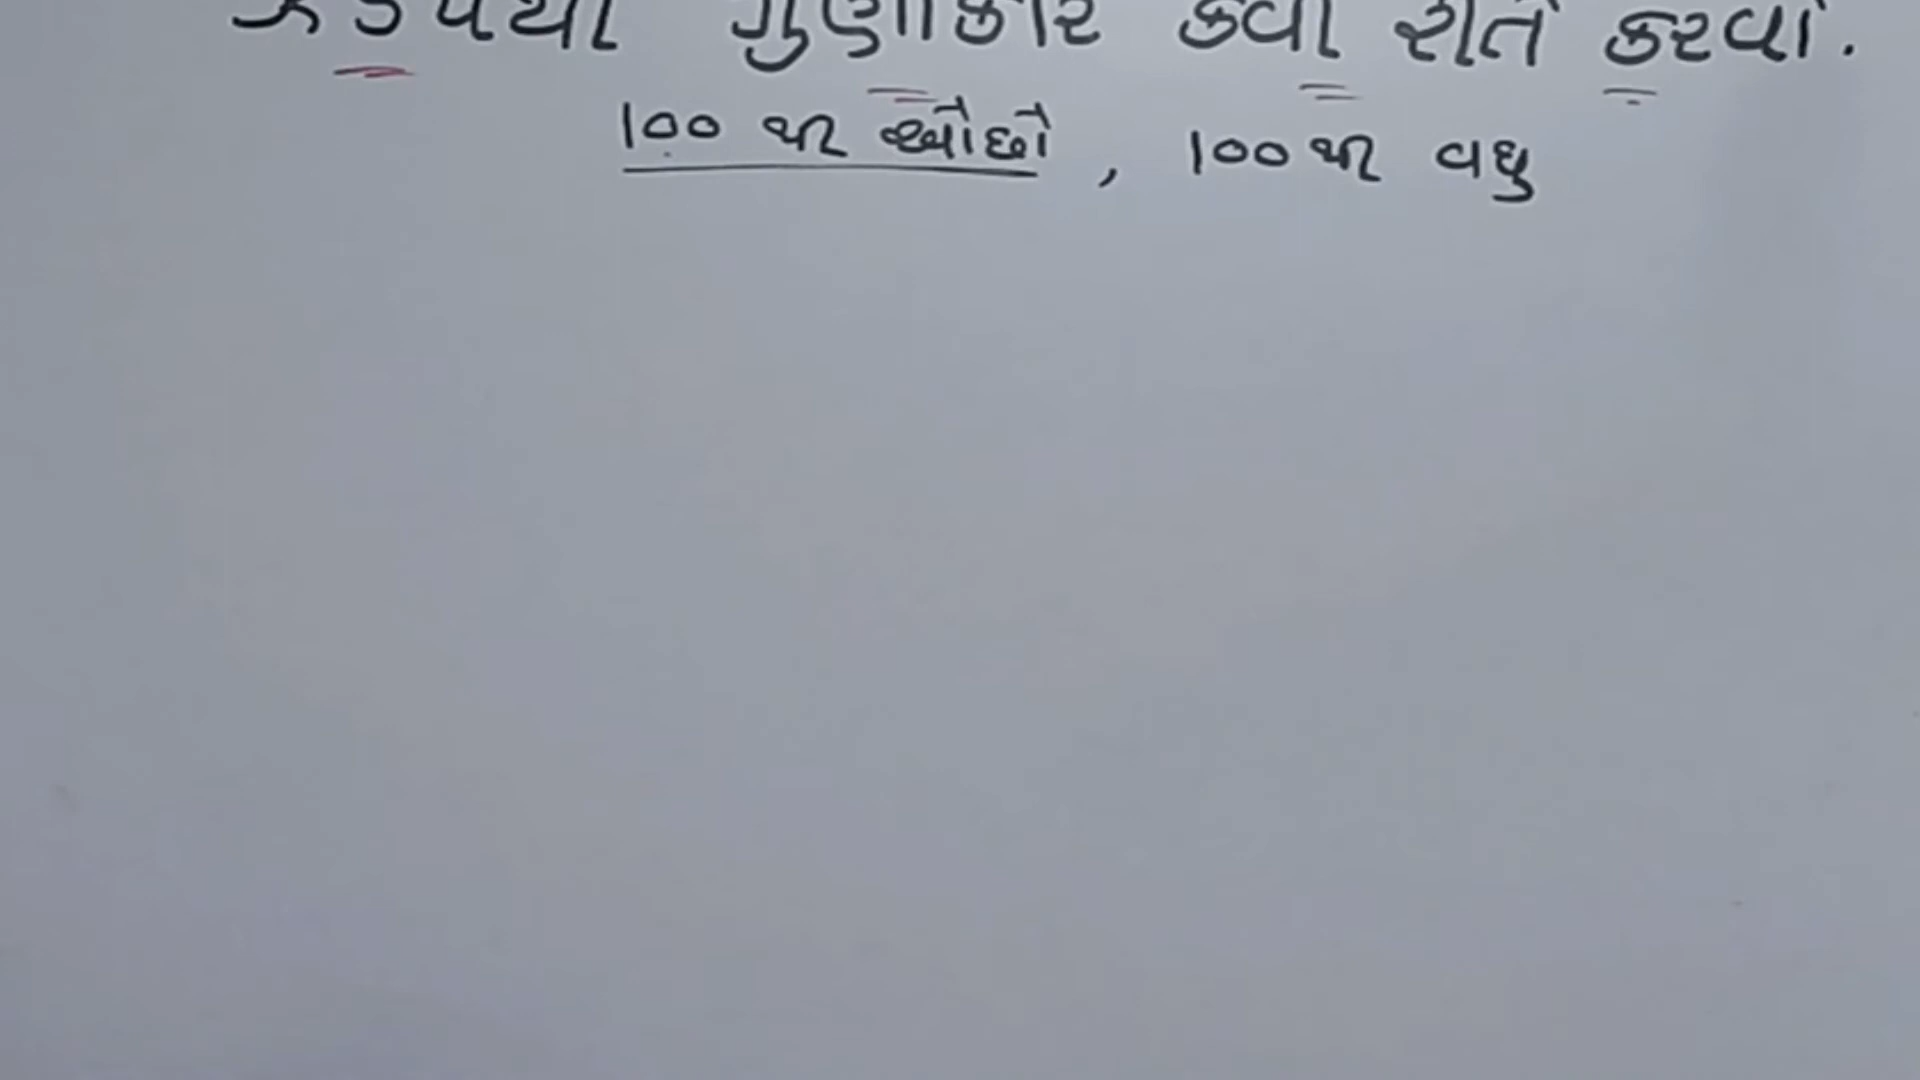 ઝડપથી ગુણાકાર કેવી રીતે કરવો.
100 થી ઓછો, 100 થી વધુ